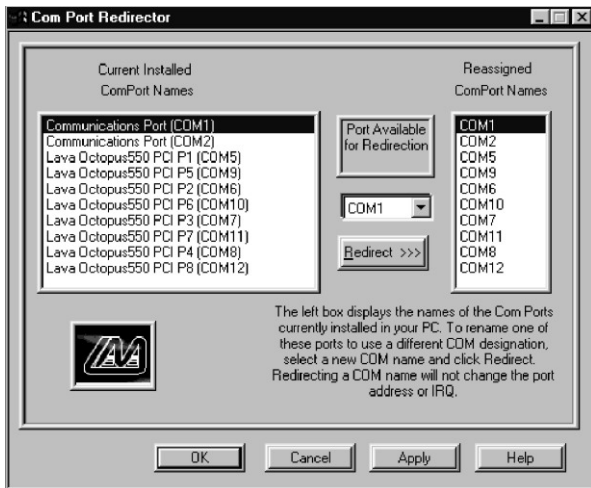 Com Port Redirector
Current Installed
ComPort Names
Reassigned
ComPort Names
Communications Port (COM1)
Communications Port (COM2)
Lava Octopus550 PCI P1 (COM5)
Lava Octopus550 PCI P5 (COM9)
Lava Octopus550 PCI P2 (COM6)
Lava Octopus550 PCI P6 (COM10)
Lava Octopus550 PCI P3 (COM7)
Lava Octopus550 PCI P7 (COM11)
Lava Octopus550 PCI P4 (COM8)
Lava Octopus550 PCI P8 (COM12)
Port Available
for Redirection
COM1
Redirect >>>
COM1
COM2
COM5
COM9
COM6
COM10
COM7
COM11
COM8
COM12
LAVA
The left box displays the names of the Com Ports
currently installed in your PC. To rename one of
these ports to use a different COM designation,
select a new COM name and click Redirect.
Redirecting a COM name will not change the port
address or IRQ.
OK
Cancel
Apply
Help